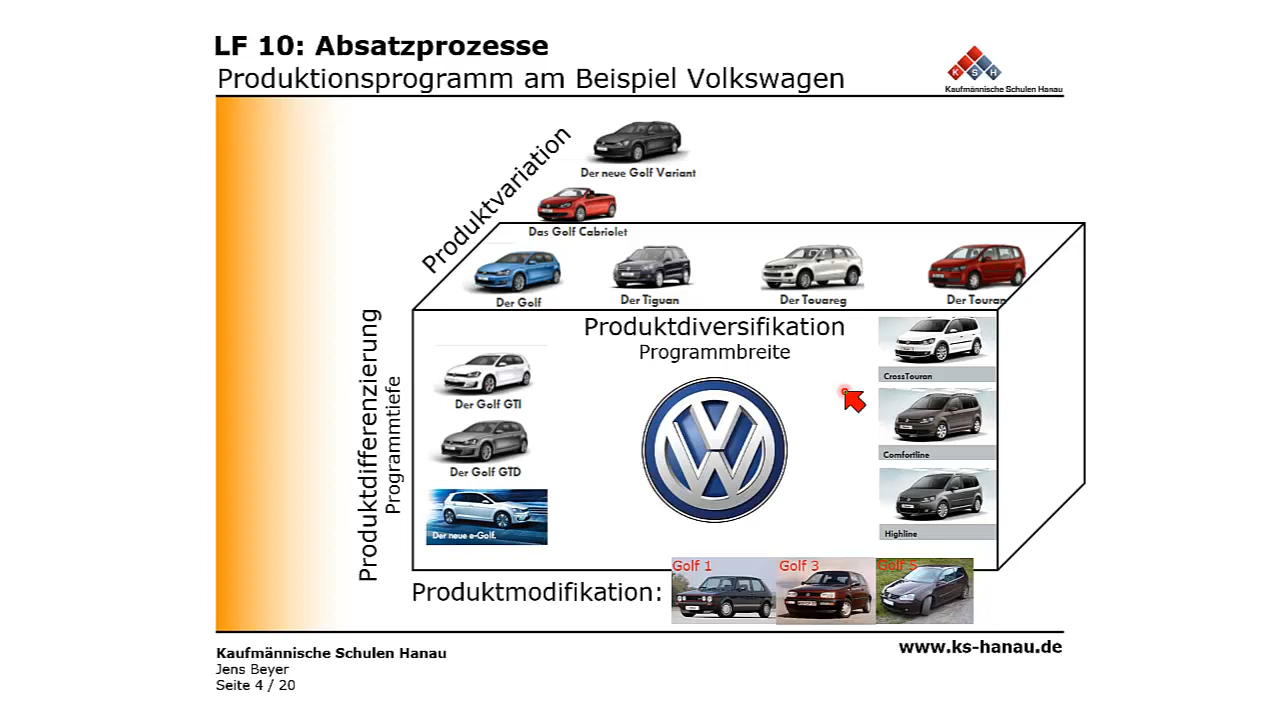 LF 10: Absatzprozesse
Produktionsprogramm am Beispiel Volkswagen
K S H
Kaufmännische Schulen Hanau
Produktvariation
Der neue Golf Variant
Das Golf Cabriolet
Der Golf
Der Tiguan
Der Touareg
Der Touran
Produktdifferenzierung
Programmtiefe
Produktdiversifikation
Programmbreite
Der Golf GTI
Der Golf GTD
Der neue e-Golf.
CrossTouran
Comfortline
Highline
Produktmodifikation:
Golf 1
Golf 3
Golf 5
Kaufmännische Schulen Hanau
Jens Beyer
Seite 4 / 20
www.ks-hanau.de